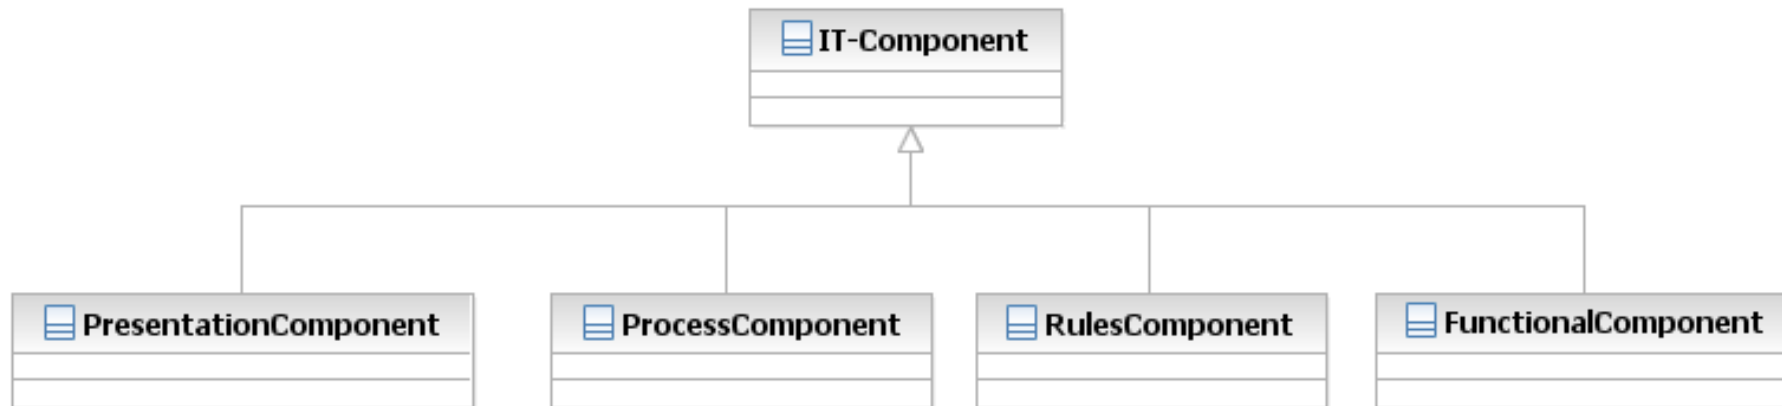 IT-Component
PresentationComponent
ProcessComponent
RulesComponent
FunctionalComponent